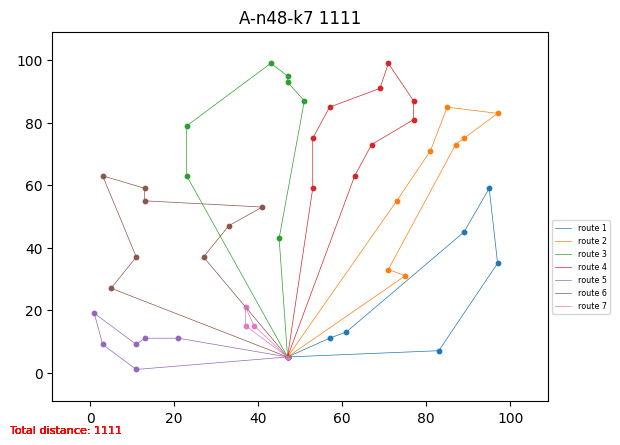 A-n48-k7 1111
100
80
60
40
20
0
0 20 40 60 80 100
route 1
route 2
route 3
route 4
route 5
route 6
route 7
Total distance: 1111